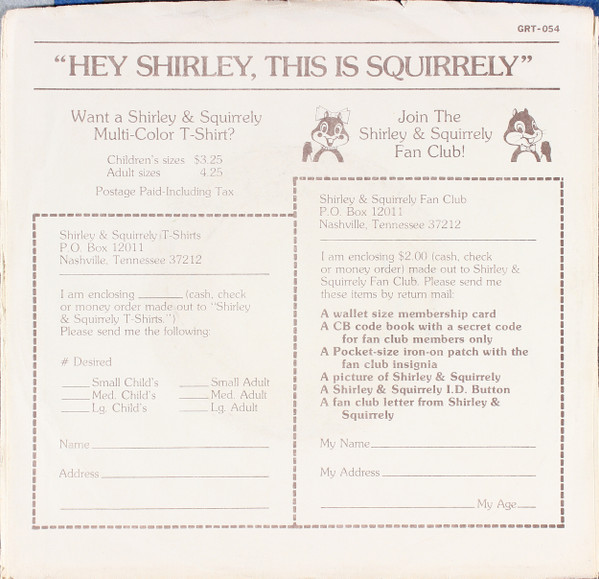 GRT-054
"HEY SHIRLEY, THIS IS SQUIRRELY"
Want a Shirley & Squirrely
Multi-Color T-Shirt?
Children's sizes $3.25
Adult sizes 4.25
Postage Paid-Including Tax
Join The
Shirley & Squirrely
Fan Club!
Shirley & Squirrely T-Shirts
P.O. Box 12011
Nashville, Tennessee 37212
I am enclosing ________ (cash, check
or money order made out to "Shirley
& Squirrely T-Shirts.")
Please send me the following:
# Desired
____ Small Child's ____ Small Adult
____ Med. Child's ____ Med. Adult
____ Lg. Child's ____ Lg. Adult
Name
Address
Shirley & Squirrely Fan Club
P.O. Box 12011
Nashville, Tennessee 37212
I am enclosing $2.00 (cash, check
or money order) made out to Shirley &
Squirrely Fan Club. Please send me
these items by return mail:
A wallet size membership card
A CB code book with a secret code
for fan club members only
A Pocket-size iron-on patch with the
fan club insignia
A picture of Shirley & Squirrely
A Shirley & Squirrely I.D. Button
A fan club letter from Shirley &
Squirrely
My Name
My Address
My Age